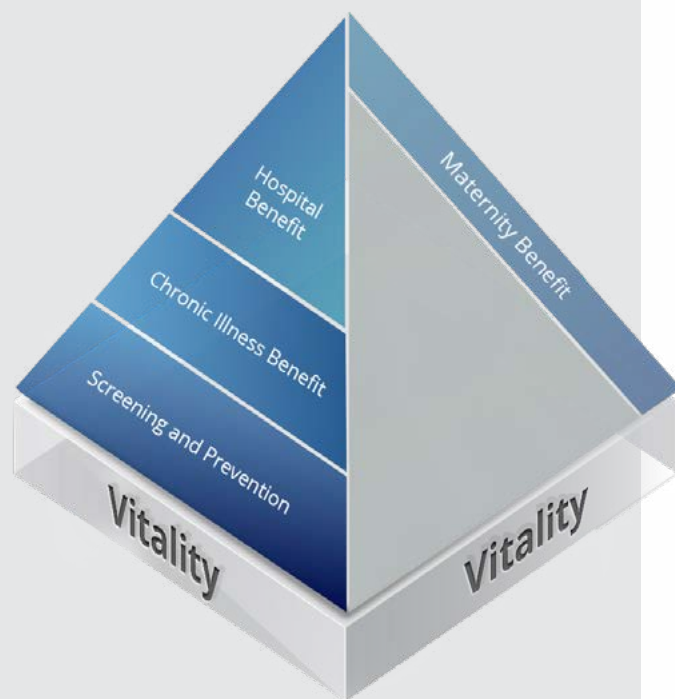 Hospital
Benefit
Maternity Benefit
Chronic Illness Benefit
Screening and Prevention
Vitality
Vitality